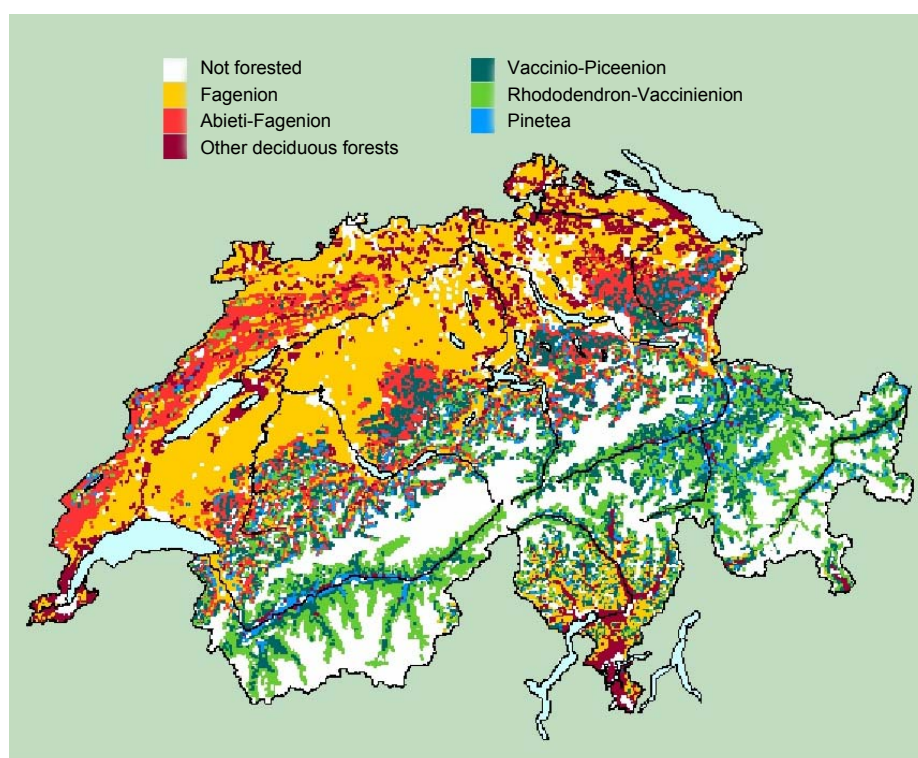 Not forested
Fagenion
Abieti-Fagenion
Other deciduous forests
Vaccinio-Piceenion
Rhododendron-Vaccinienion
Pinetea